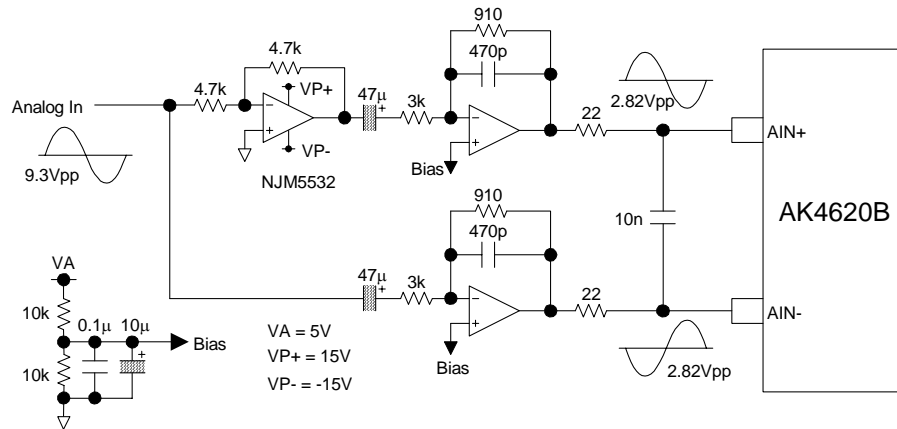 910
4.7k
470p
4.7k
VP+
47µ
+
3k
2.82Vpp
Analog In
−
+
−
+
22
AIN+
VP-
Bias
9.3Vpp
NJM5532
910
10n
AK4620B
470p
VA
47µ
+
3k
22
10k
0.1µ
10µ
+
Bias
−
+
AIN-
VA = 5V
VP+ = 15V
VP- = -15V
Bias
10k
2.82Vpp